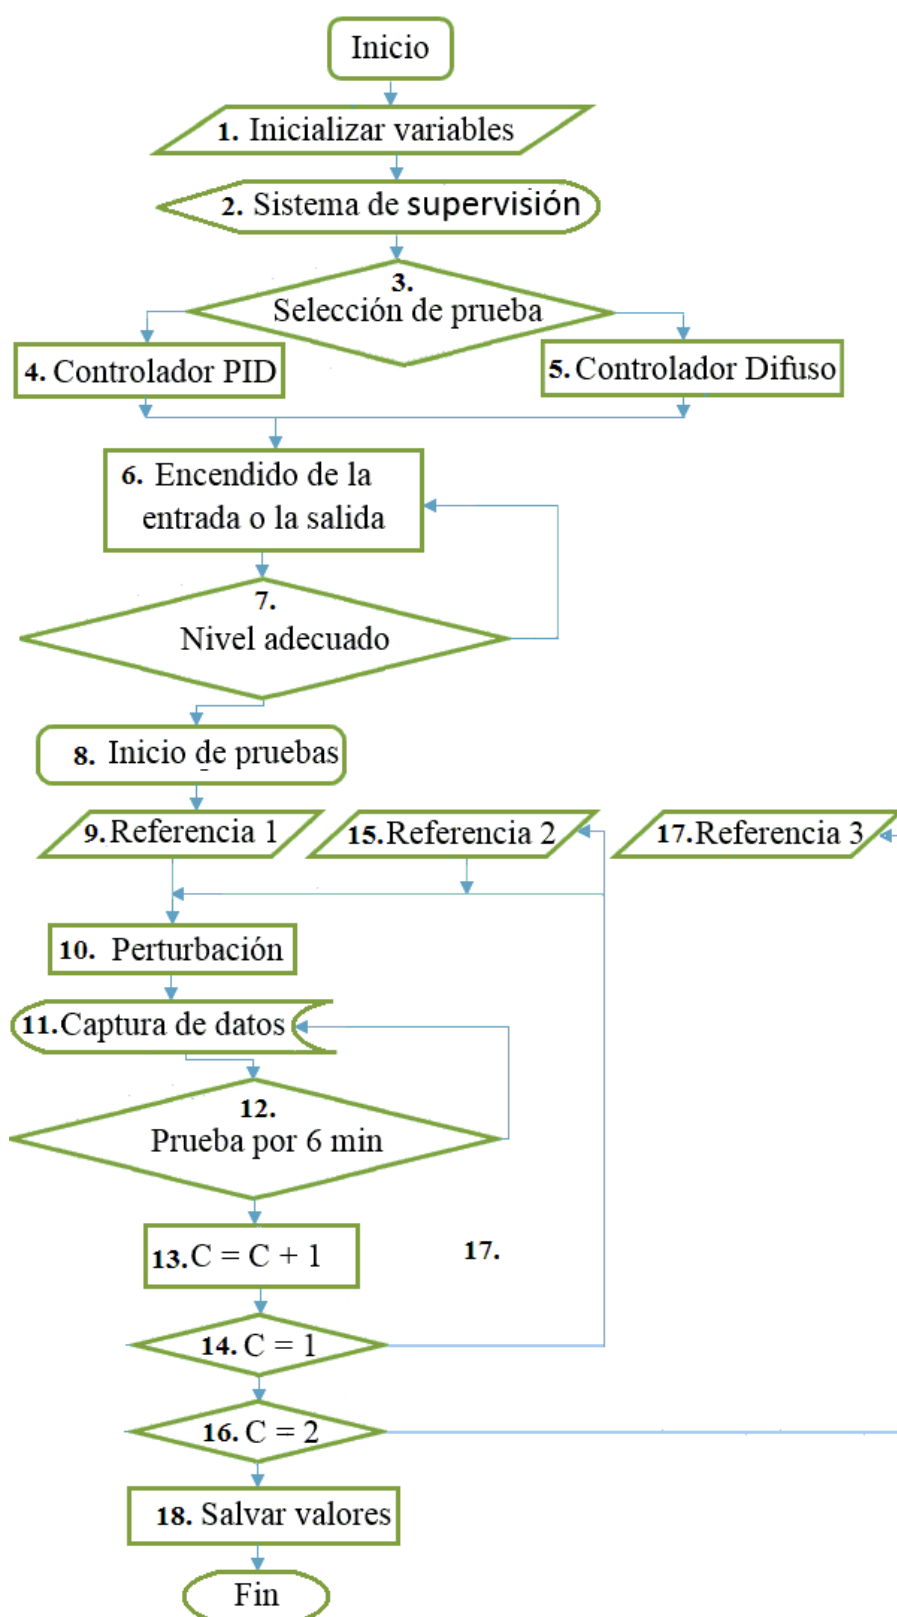 Inicio
1. Inicializar variables
2. Sistema de supervisión
3.
Selección de prueba
4. Controlador PID
5. Controlador Difuso
6. Encendido de la
entrada o la salida
7.
Nivel adecuado
8. Inicio de pruebas
9. Referencia 1
15. Referencia 2
17. Referencia 3
10. Perturbación
11. Captura de datos
12.
Prueba por 6 min
13. C = C + 1
17.
14. C = 1
16. C = 2
18. Salvar valores
Fin